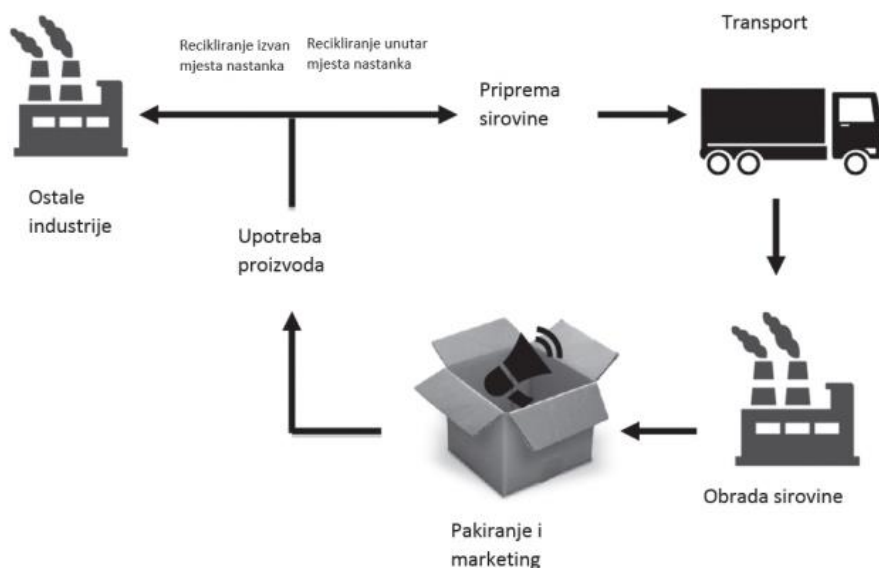 Transport
Recikliranje izvan
mjesta nastanka
Recikliranje unutar
mjesta nastanka
Priprema
sirovine
Ostale
industrije
Upotreba
proizvoda
Obrada sirovine
Pakiranje i
marketing